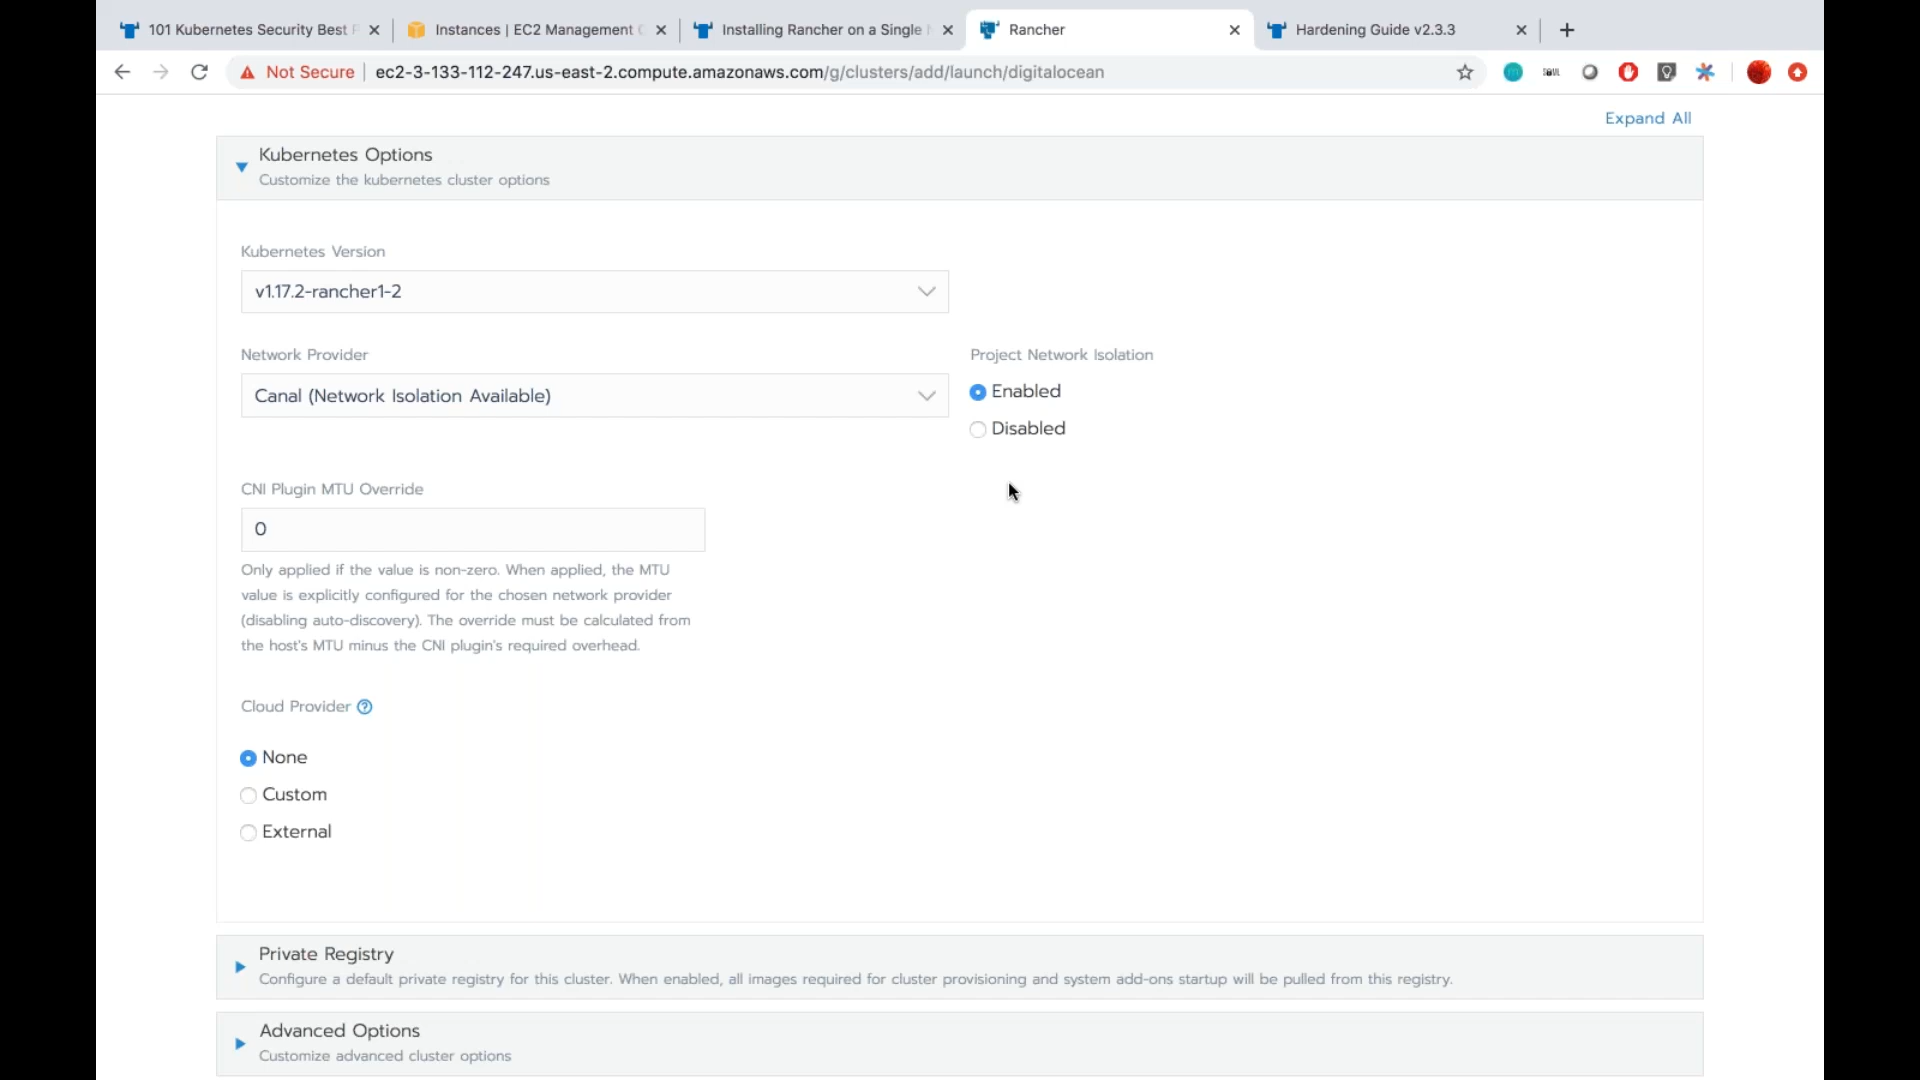 101 Kubernetes Security Best P
Instances | EC2 Management C
Installing Rancher on a Single N
Rancher
Hardening Guide v2.3.3
Not Secure
ec2-3-133-112-247.us-east-2.compute.amazonaws.com/g/clusters/add/launch/digitalocean
Expand All
Kubernetes Options
Customize the kubernetes cluster options
Kubernetes Version
v1.17.2-rancher1-2
Network Provider
Project Network Isolation
Canal (Network Isolation Available)
Enabled
Disabled
CNI Plugin MTU Override
0
Only applied if the value is non-zero. When applied, the MTU
value is explicitly configured for the chosen network provider
(disabling auto-discovery). The override must be calculated from
the host's MTU minus the CNI plugin's required overhead.
Cloud Provider
None
Custom
External
Private Registry
Configure a default private registry for this cluster. When enabled, all images required for cluster provisioning and system add-ons startup will be pulled from this registry.
Advanced Options
Customize advanced cluster options